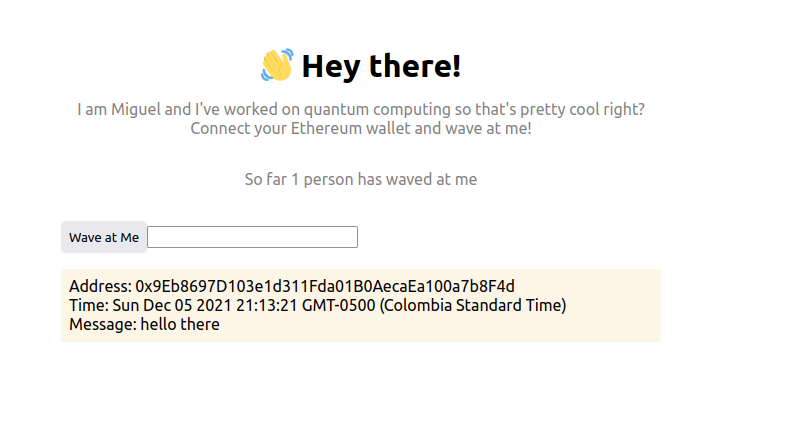 👋 Hey there!
I am Miguel and I've worked on quantum computing so that's pretty cool right?
Connect your Ethereum wallet and wave at me!
So far 1 person has waved at me
Wave at Me
Address: 0x9Eb8697D103e1d311Fda01B0AecaEa100a7b8F4d
Time: Sun Dec 05 2021 21:13:21 GMT-0500 (Colombia Standard Time)
Message: hello there